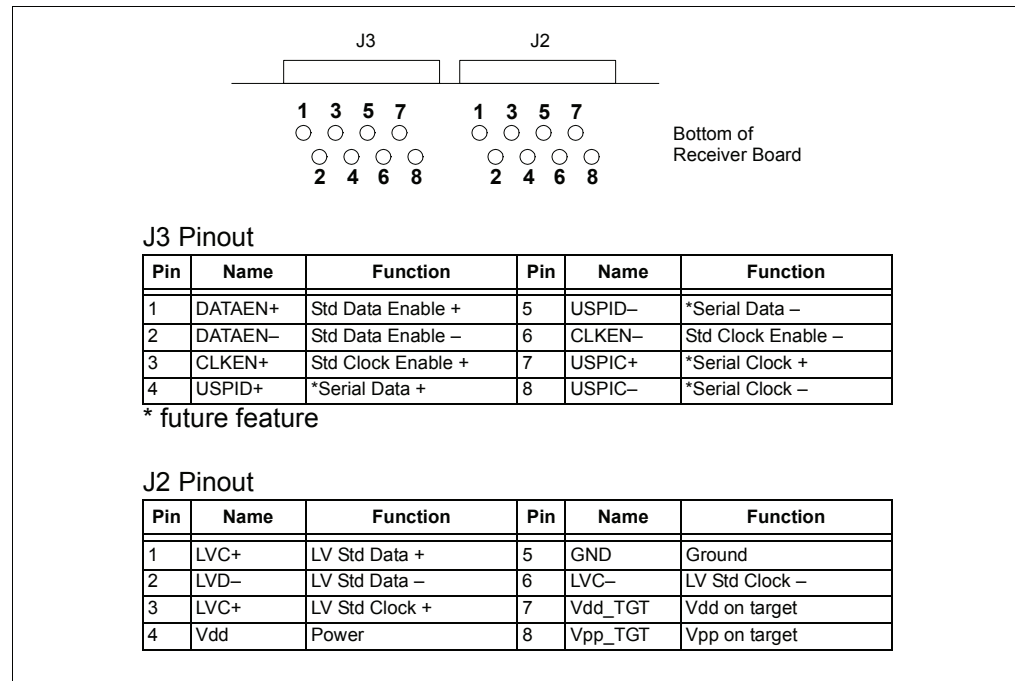 J3 J2
1 3 5 7 1 3 5 7
Bottom of
Receiver Board
2 4 6 8 2 4 6 8
J3 Pinout
Pin Name Function Pin Name Function
1 DATAEN+ Std Data Enable + 5 USPID– *Serial Data –
2 DATAEN– Std Data Enable – 6 CLKEN– Std Clock Enable –
3 CLKEN+ Std Clock Enable + 7 USPIC+ *Serial Clock +
4 USPID+ *Serial Data + 8 USPIC– *Serial Clock –
* future feature
J2 Pinout
Pin Name Function Pin Name Function
1 LVC+ LV Std Data + 5 GND Ground
2 LVD– LV Std Data – 6 LVC– LV Std Clock –
3 LVC+ LV Std Clock + 7 Vdd_TGT Vdd on target
4 Vdd Power 8 Vpp_TGT Vpp on target